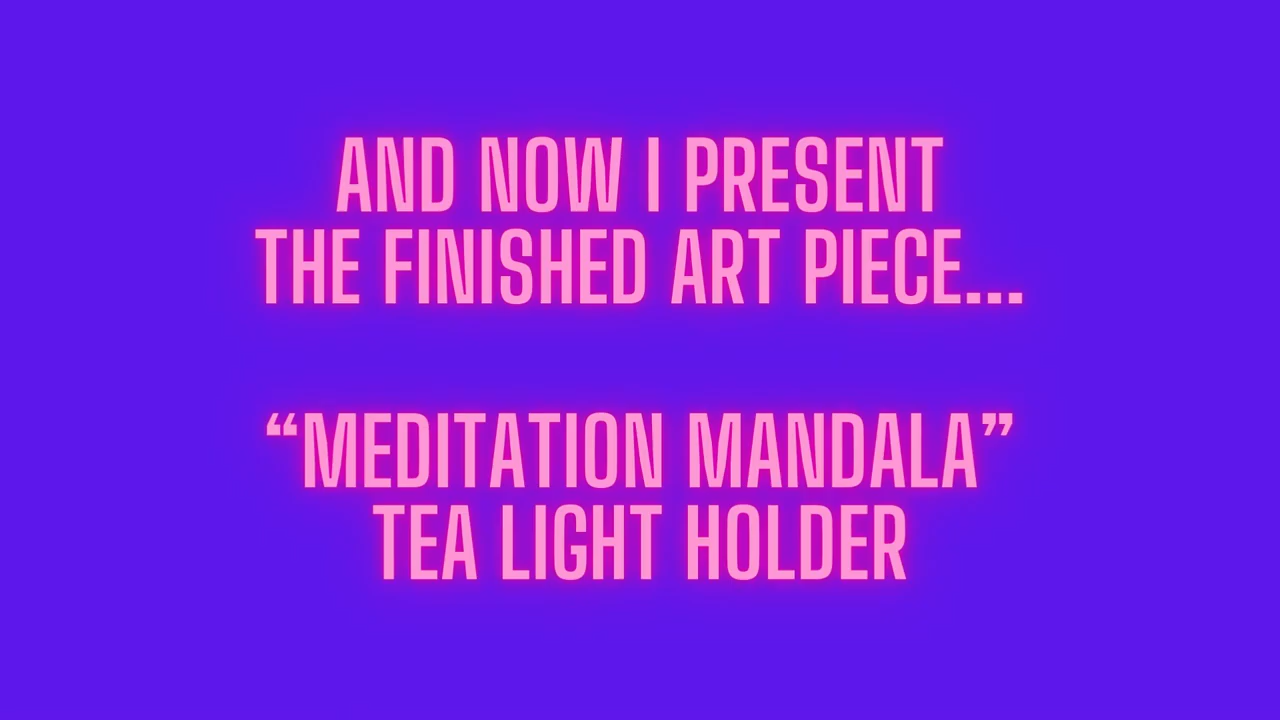 AND NOW I PRESENT
THE FINISHED ART PIECE...
“MEDITATION MANDALA”
TEA LIGHT HOLDER